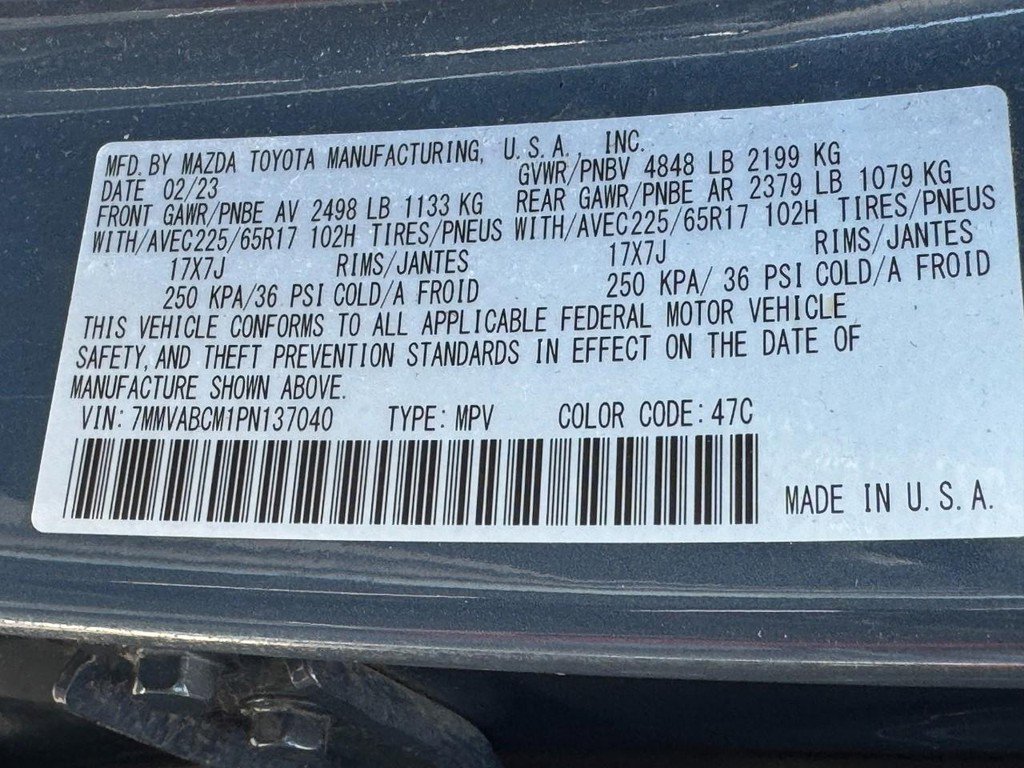 MFD. BY MAZDA TOYOTA MANUFACTURING, U.S.A., INC.
DATE 02/23 GVWR/PNBV 4848 LB 2199 KG
FRONT GAWR/PNBE AV 2498 LB 1133 KG REAR GAWR/PNBE AR 2379 LB 1079 KG
WITH/AVEC225/65R17 102H TIRES/PNEUS WITH/AVEC225/65R17 102H TIRES/PNEUS
17X7J RIMS/JANTES 17X7J RIMS/JANTES
250 KPA/36 PSI COLD/A FROID 250 KPA/ 36 PSI COLD/A FROID
THIS VEHICLE CONFORMS TO ALL APPLICABLE FEDERAL MOTOR VEHICLE
SAFETY, AND THEFT PREVENTION STANDARDS IN EFFECT ON THE DATE OF
MANUFACTURE SHOWN ABOVE.
VIN: 7MMVABCM1PN137040 TYPE: MPV COLOR CODE: 47C
MADE IN U.S.A.